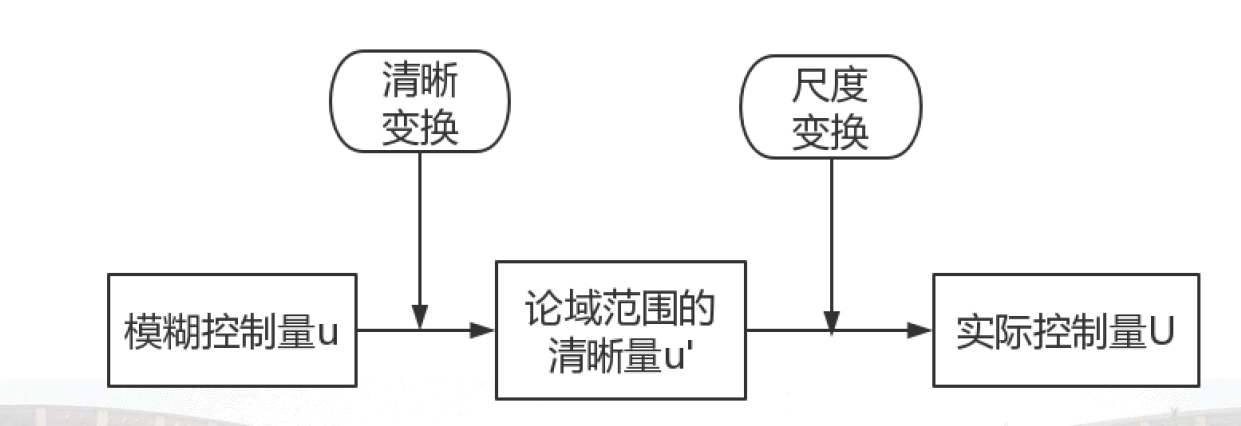 清晰
变换
尺度
变换
模糊控制量u
论域范围的
清晰量u'
实际控制量U